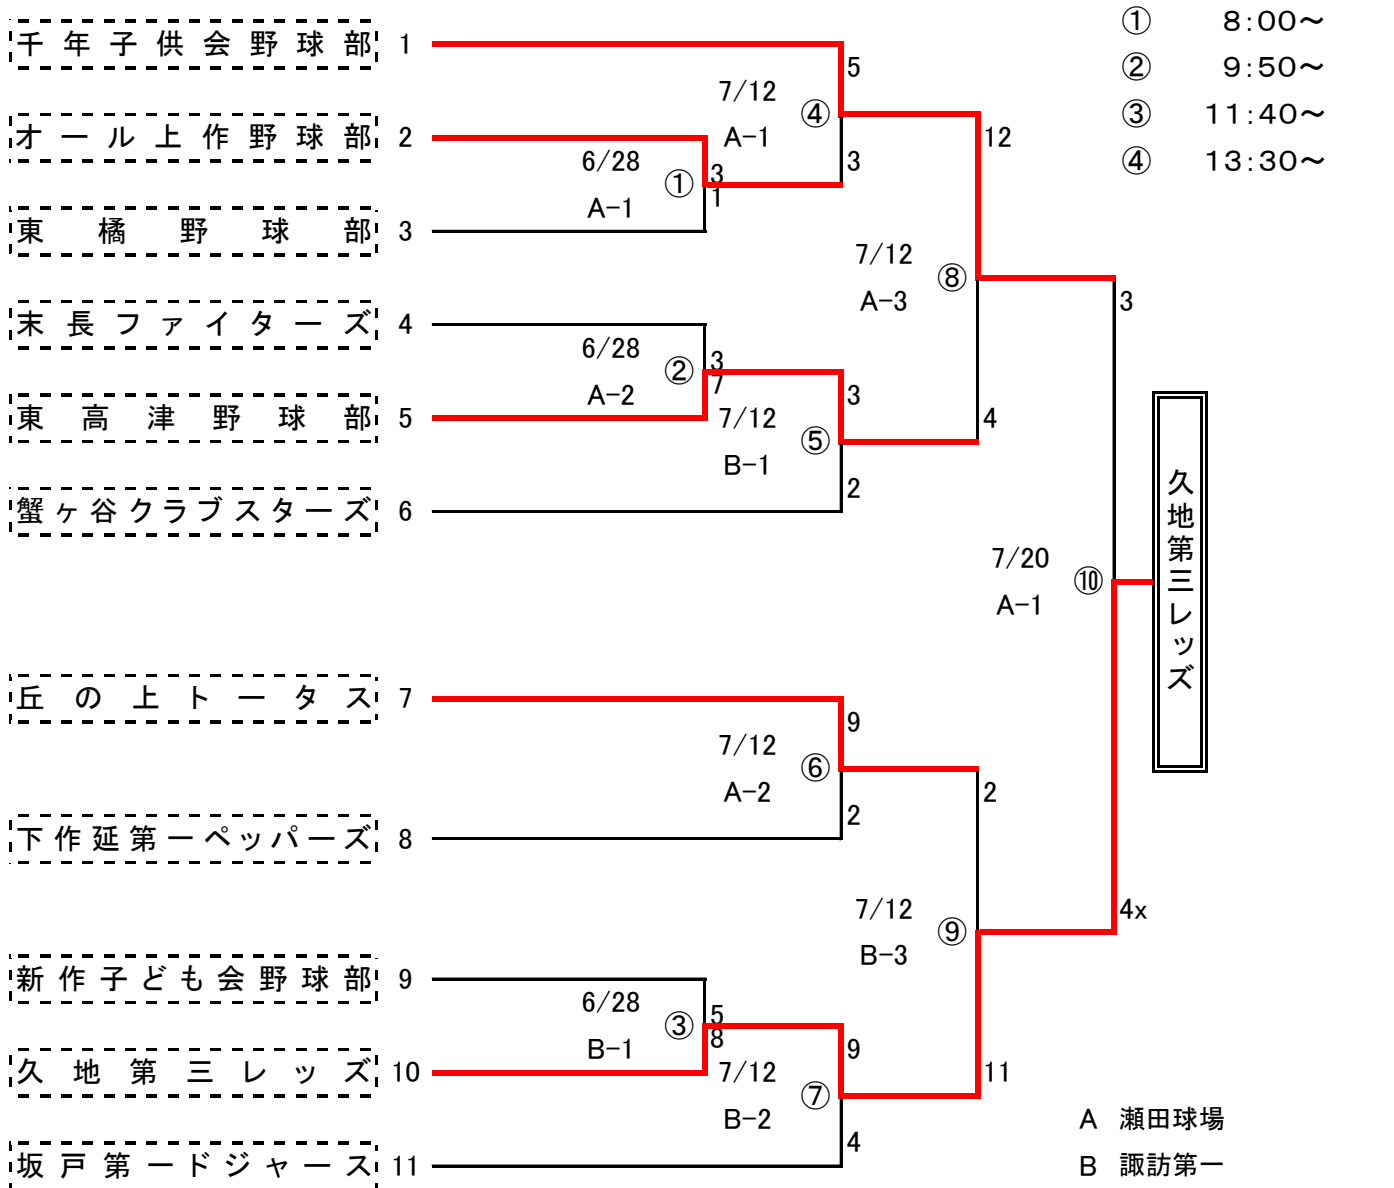 ① 8:00～
② 9:50～
③ 11:40～
④ 13:30～
千年子供会野球部 1
5
7/12
④
A-1
オール上作野球部 2
12
6/28
①
3
1
3
A-1
東橘野球部 3
7/12
⑧
A-3
3
末長ファイターズ 4
6/28
②
3
7
A-2
3
東高津野球部 5
7/12
⑤
4
B-1
2
蟹ヶ谷クラブスターズ 6
7/20
⑩
A-1
久地第三レッズ
丘の上トータス 7
9
7/12
⑥
A-2
2
2
下作延第一ペッパーズ 8
7/12
⑨
4x
B-3
新作子ども会野球部 9
6/28
③
5
8
B-1
9
久地第三レッズ 10
7/12
⑦
11
B-2
4
坂戸第一ドジャース 11
A 瀬田球場
B 諏訪第一